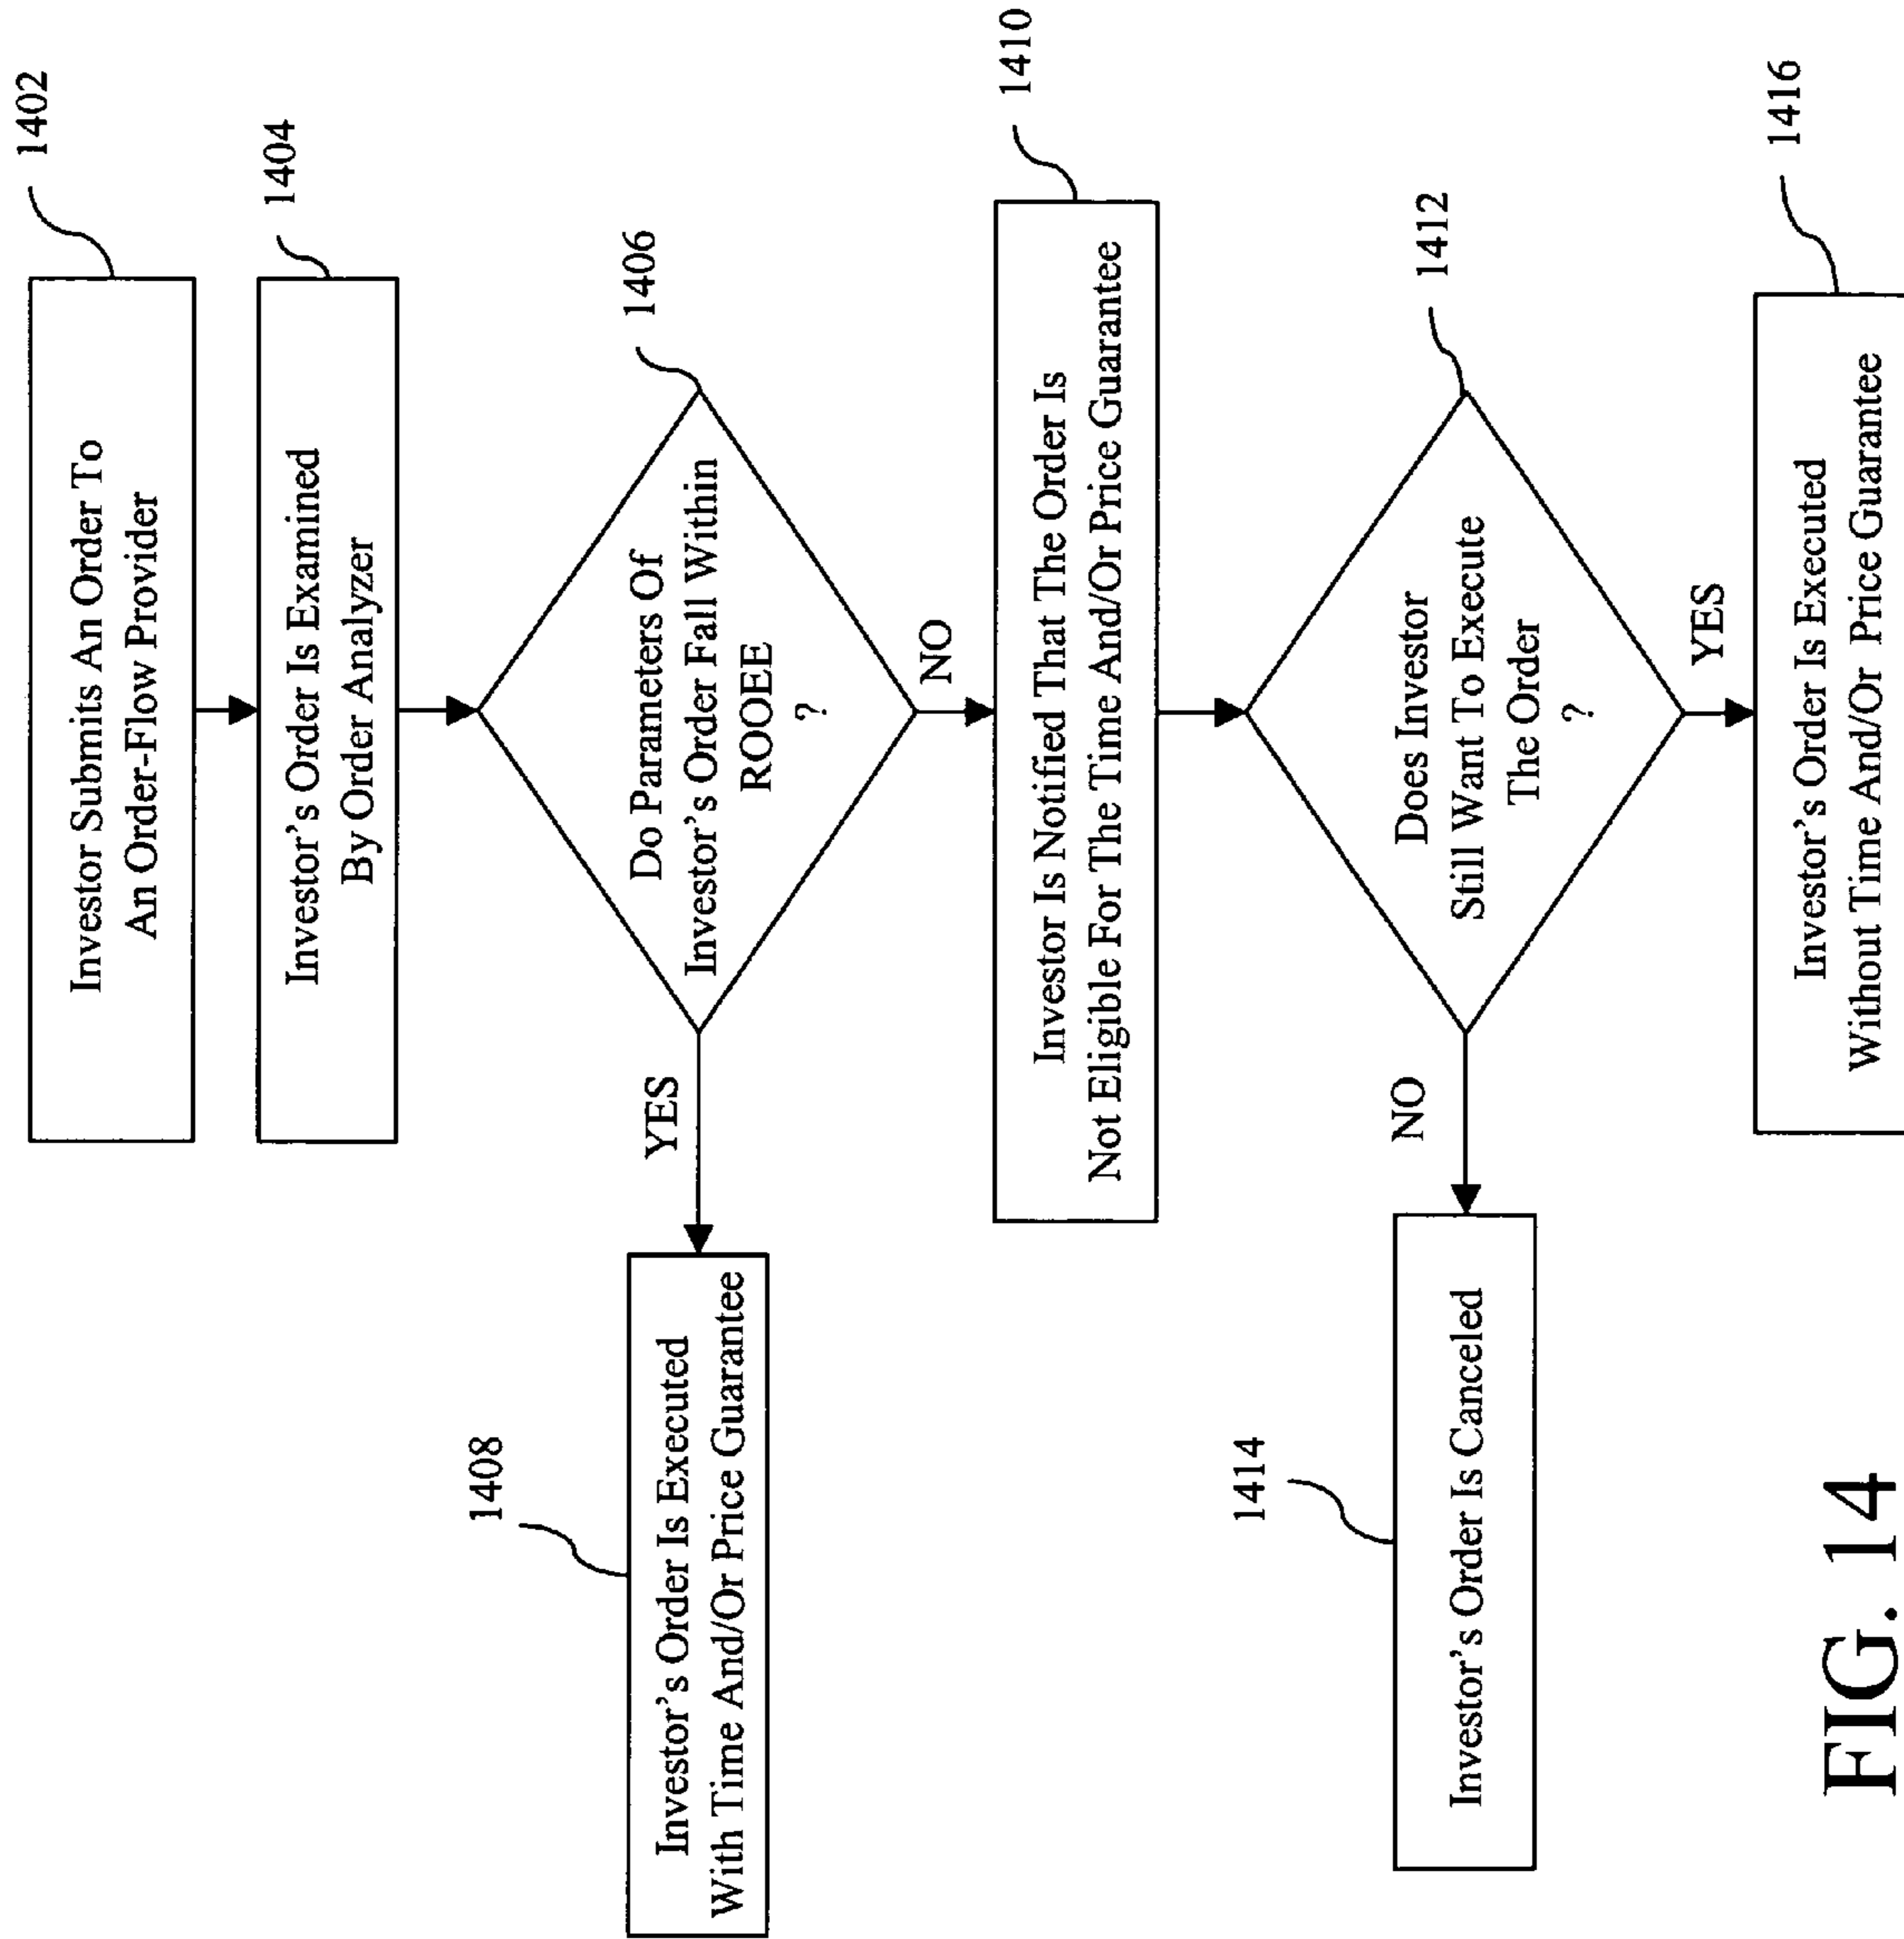 1402
Investor Submits An Order To
An Order-Flow Provider
1404
Investor's Order Is Examined
By Order Analyzer
1406
Do Parameters Of
Investor's Order Fall Within
ROOEE
?
YES
NO
1408
Investor's Order Is Executed
With Time And/Or Price Guarantee
1410
Investor Is Notified That The Order Is
Not Eligible For The Time And/Or Price Guarantee
1412
Does Investor
Still Want To Execute
The Order
?
NO
YES
1414
Investor's Order Is Canceled
1416
Investor's Order Is Executed
Without Time And/Or Price Guarantee
FIG. 14